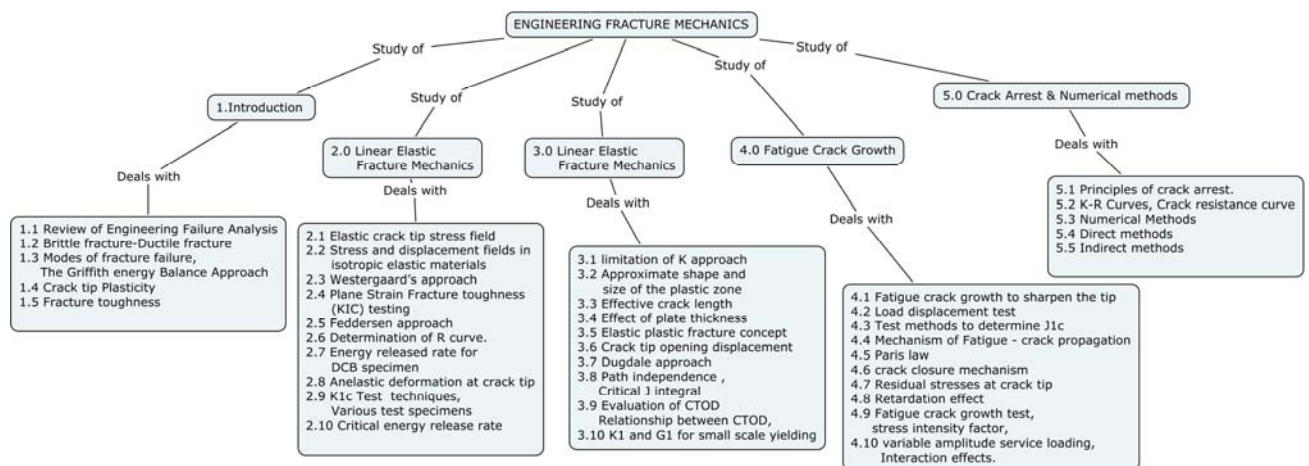 ENGINEERING FRACTURE MECHANICS
Study of
Study of
Study of
Study of
Study of
1.Introduction
Deals with
1.1 Review of Engineering Failure Analysis
1.2 Brittle fracture-Ductile fracture
1.3 Modes of fracture failure,
The Griffith energy Balance Approach
1.4 Crack tip Plasticity
1.5 Fracture toughness
2.0 Linear Elastic
Fracture Mechanics
Deals with
2.1 Elastic crack tip stress field
2.2 Stress and displacement fields in
isotropic elastic materials
2.3 Westergaard's approach
2.4 Plane Strain Fracture toughness
(KIC) testing
2.5 Feddersen approach
2.6 Determination of R curve.
2.7 Energy released rate for
DCB specimen
2.8 Anelastic deformation at crack tip
2.9 K1c Test techniques,
Various test specimens
2.10 Critical energy release rate
3.0 Linear Elastic
Fracture Mechanics
Deals with
3.1 limitation of K approach
3.2 Approximate shape and
size of the plastic zone
3.3 Effective crack length
3.4 Effect of plate thickness
3.5 Elastic plastic fracture concept
3.6 Crack tip opening displacement
3.7 Dugdale approach
3.8 Path independence ,
Critical J integral
3.9 Evaluation of CTOD
Relationship between CTOD,
3.10 K1 and G1 for small scale yielding
4.0 Fatigue Crack Growth
Deals with
4.1 Fatigue crack growth to sharpen the tip
4.2 Load displacement test
4.3 Test methods to determine J1c
4.4 Mechanism of Fatigue - crack propagation
4.5 Paris law
4.6 crack closure mechanism
4.7 Residual stresses at crack tip
4.8 Retardation effect
4.9 Fatigue crack growth test,
stress intensity factor,
4.10 variable amplitude service loading,
Interaction effects.
5.0 Crack Arrest & Numerical methods
Deals with
5.1 Principles of crack arrest.
5.2 K-R Curves, Crack resistance curve
5.3 Numerical Methods
5.4 Direct methods
5.5 Indirect methods